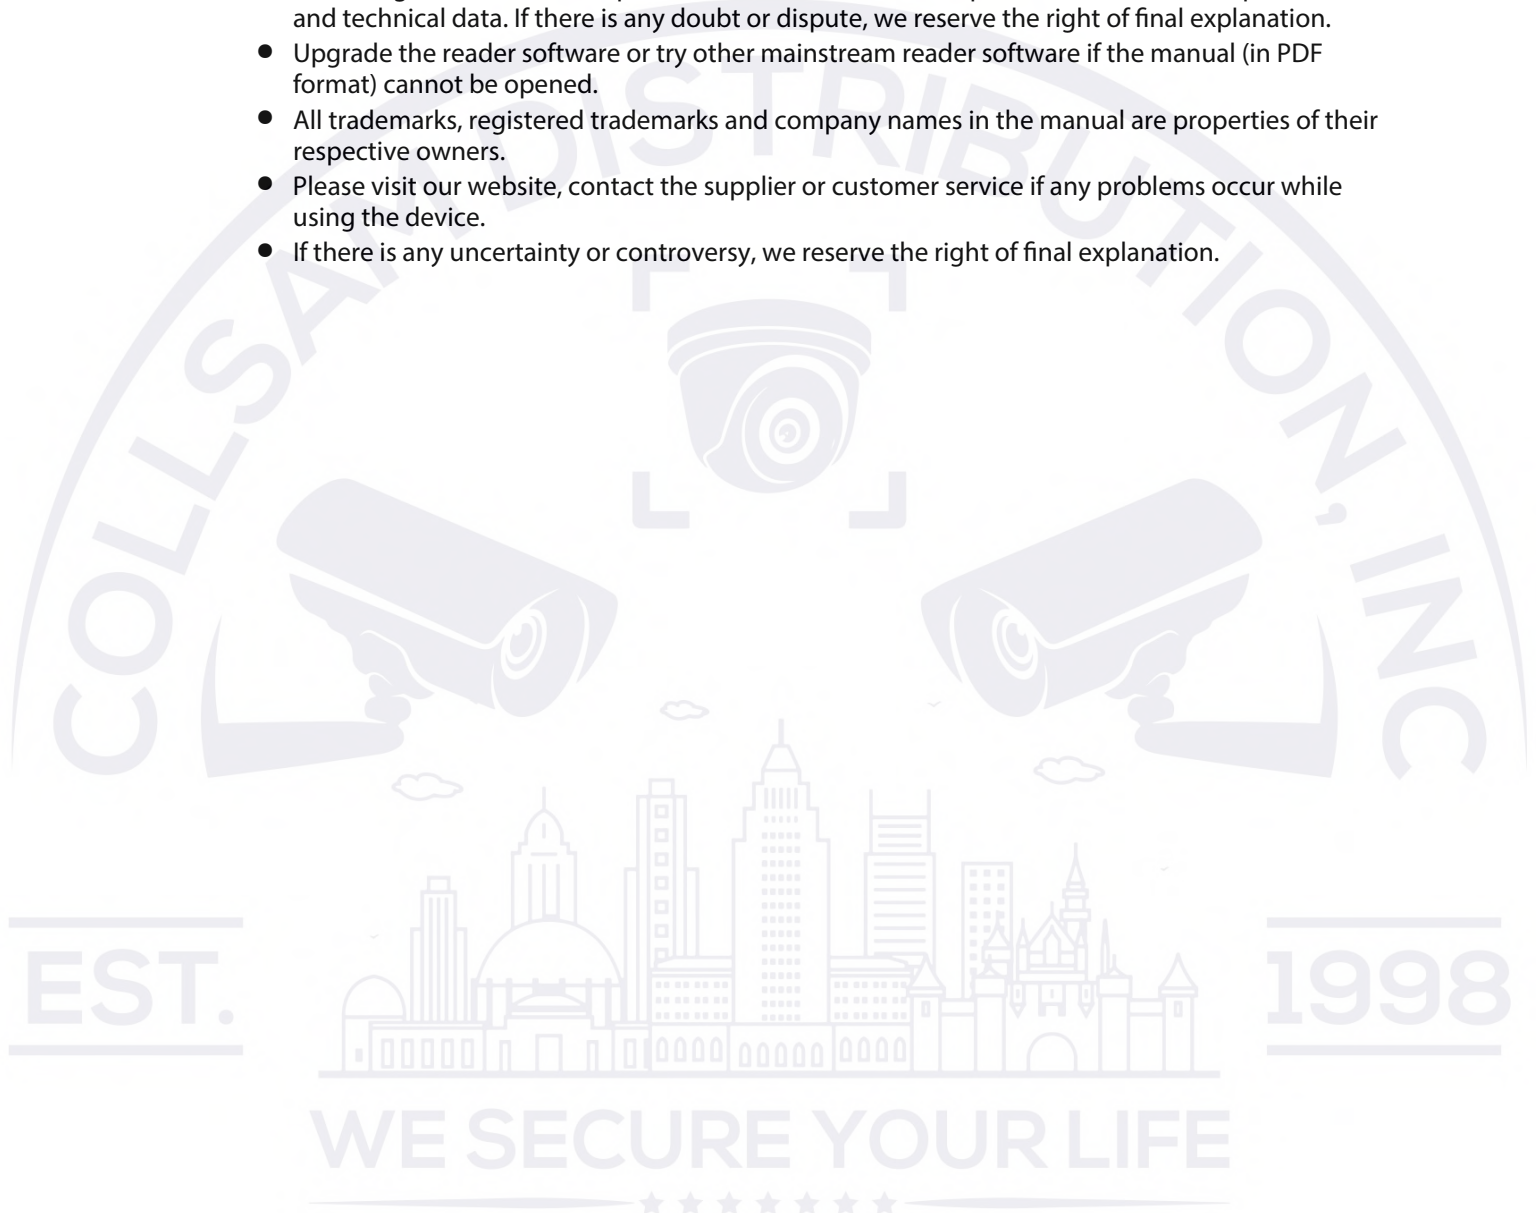 and technical data. If there is any doubt or dispute, we reserve the right of final explanation.
● Upgrade the reader software or try other mainstream reader software if the manual (in PDF
format) cannot be opened.
● All trademarks, registered trademarks and company names in the manual are properties of their
respective owners.
● Please visit our website, contact the supplier or customer service if any problems occur while
using the device.
● If there is any uncertainty or controversy, we reserve the right of final explanation.
COLLSAM DISTRIBUTION, INC
EST.
1998
WE SECURE YOUR LIFE